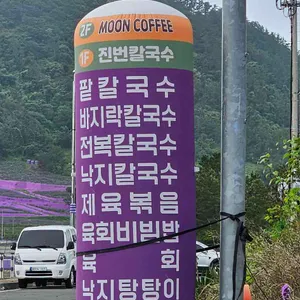 2F MOON COFFEE
1F 진번칼국수
팥칼국수
바지락칼국수
전복칼국수
낙지칼국수
제육볶음
육회비빔밥
육회
낙지탕탕이